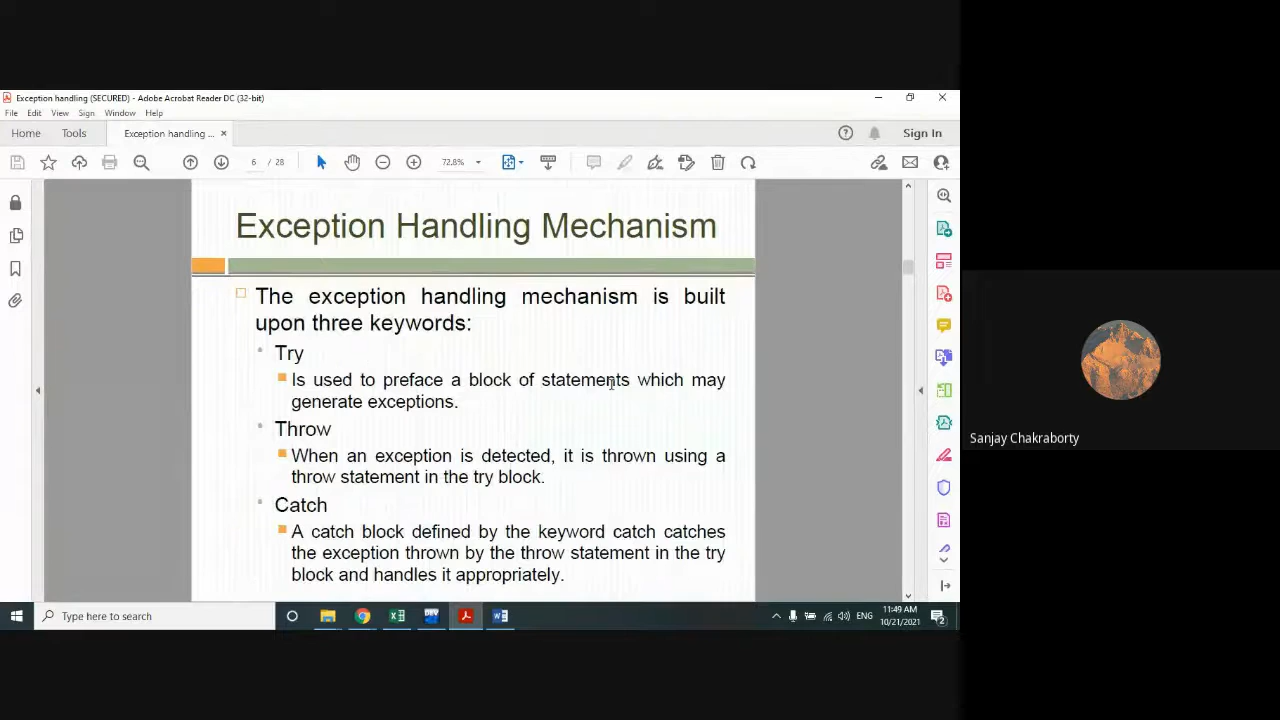 Exception handling (SECURED) - Adobe Acrobat Reader DC (32-bit)
File Edit View Sign Window Help
Home Tools Exception handling ... × Sign In
6 / 28 72.8%
Exception Handling Mechanism
The exception handling mechanism is built
upon three keywords:
Try
Is used to preface a block of statements which may
generate exceptions.
Throw
When an exception is detected, it is thrown using a
throw statement in the try block.
Catch
A catch block defined by the keyword catch catches
the exception thrown by the throw statement in the try
block and handles it appropriately.
Sanjay Chakraborty
Type here to search
DEV
ENG
11:49 AM
10/21/2021
2